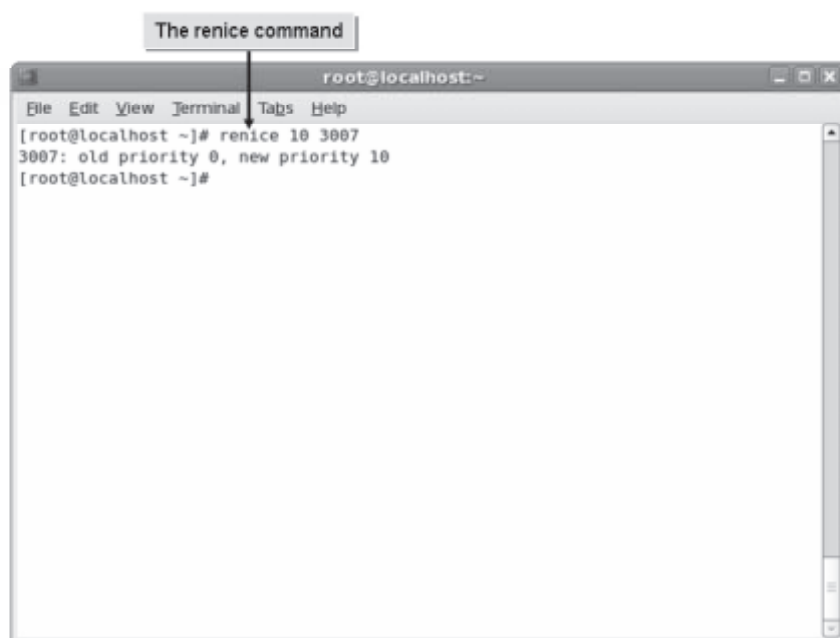 The renice command
root@localhost:~
File Edit View Terminal Tabs Help
[root@localhost ~]# renice 10 3007
3007: old priority 0, new priority 10
[root@localhost ~]#